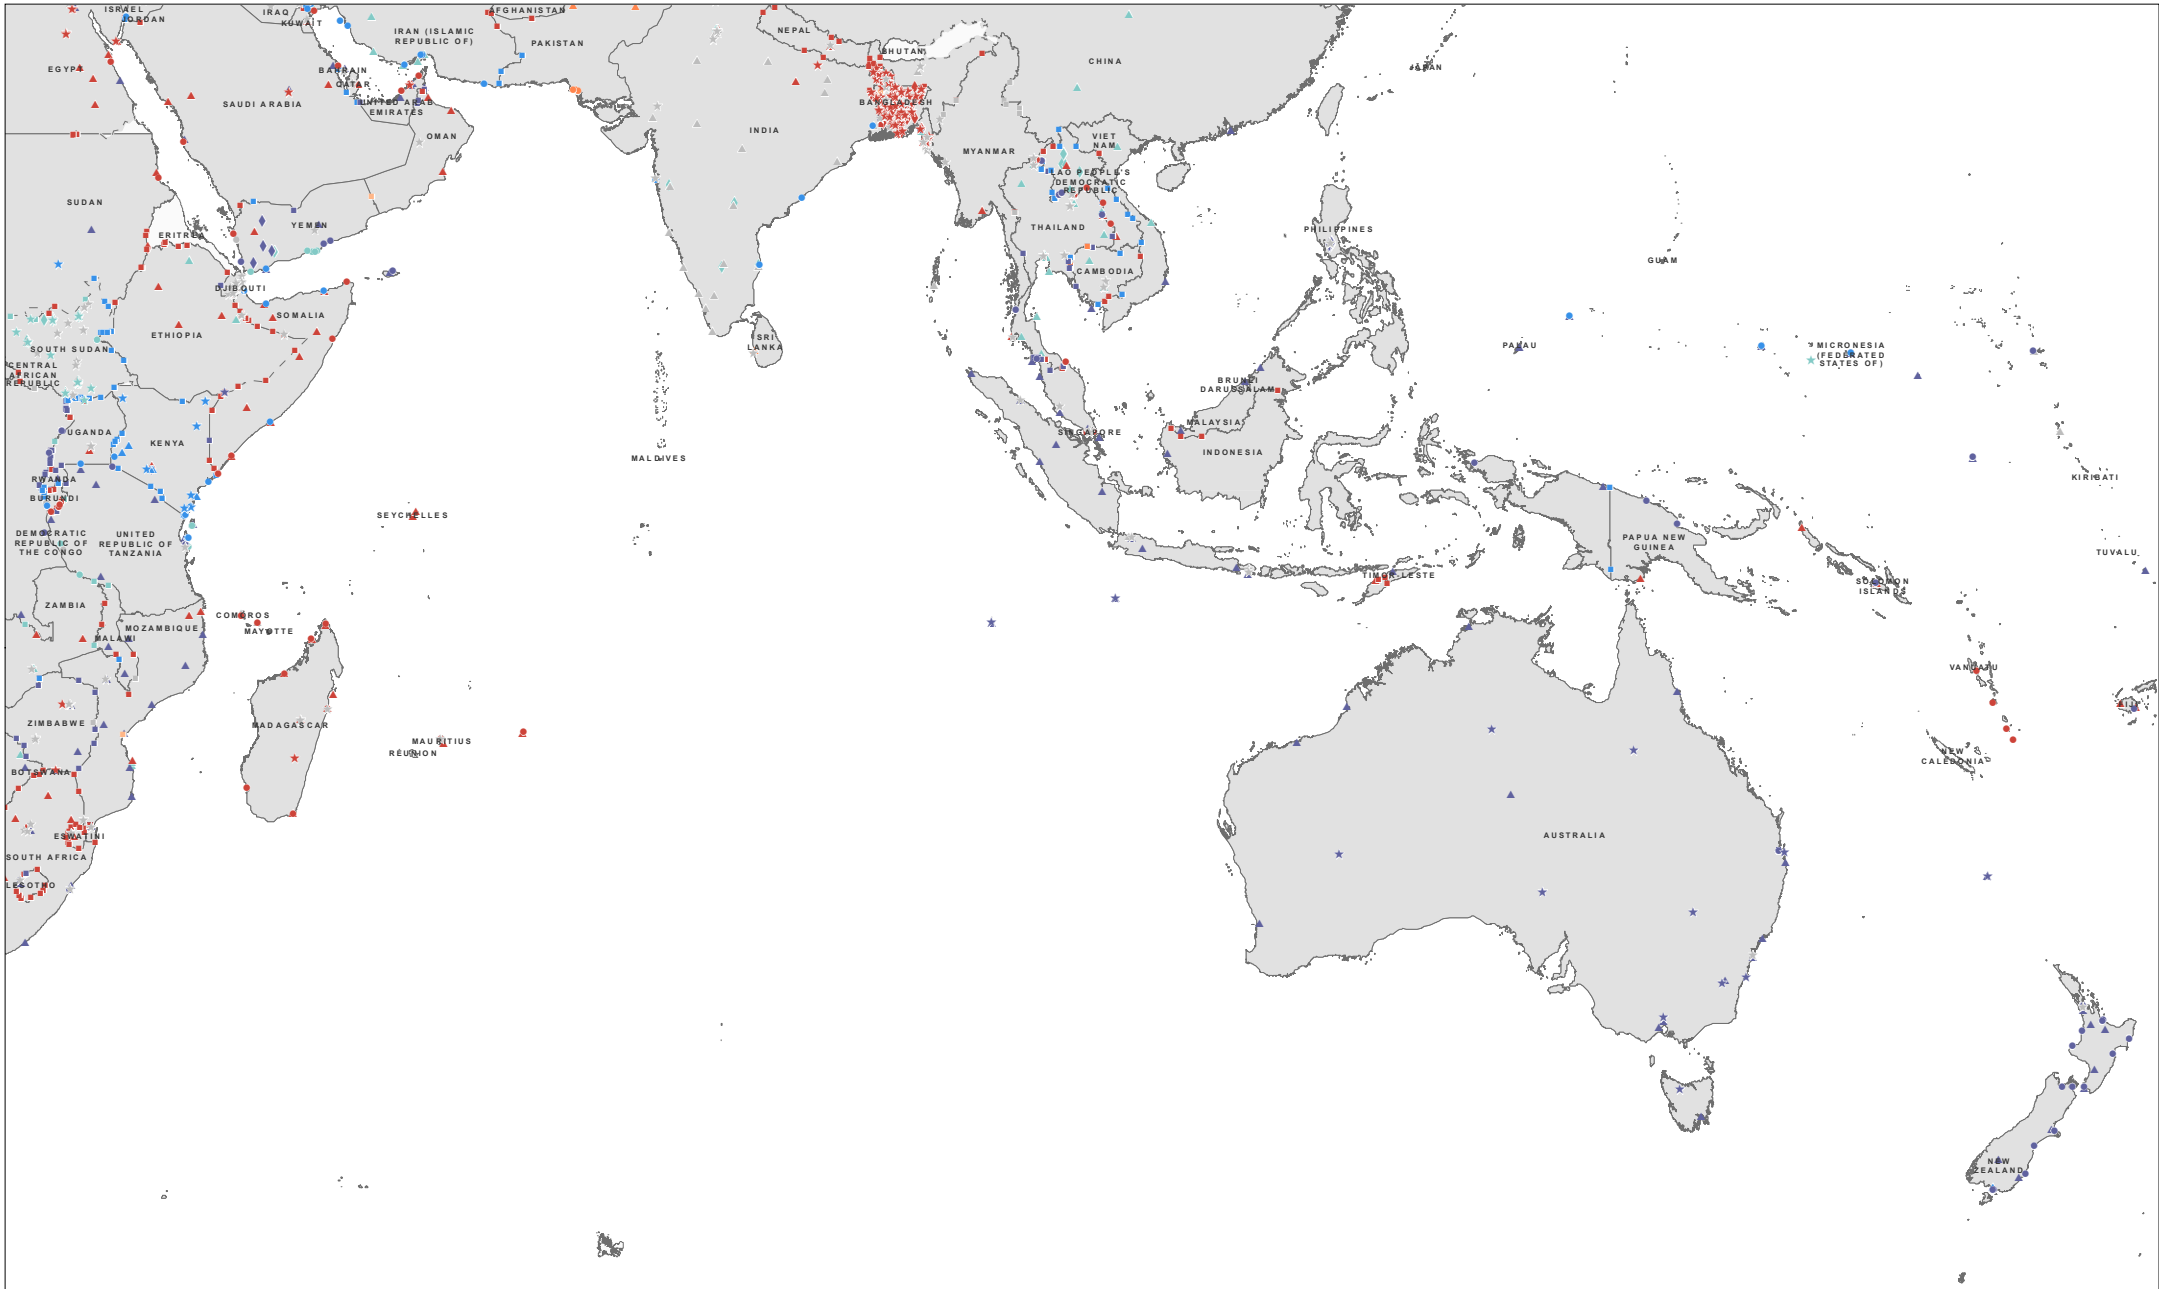 ISRAEL
JORDAN
IRAQ
KUWAIT
IRAN (ISLAMIC
REPUBLIC OF)
AFGHANISTAN
PAKISTAN
NEPAL
BHUTAN
CHINA
JAPAN
EGYPT
SAUDI ARABIA
BAHRAIN
QATAR
UNITED ARAB
EMIRATES
OMAN
INDIA
BANGLADESH
MYANMAR
VIET
NAM
LAO PEOPLE'S
DEMOCRATIC
REPUBLIC
SUDAN
ERITREA
YEMEN
THAILAND
PHILIPPINES
GUAM
CAMBODIA
DJIBOUTI
SOMALIA
ETHIOPIA
SOUTH SUDAN
SRI
LANKA
PALAU
MICRONESIA
(FEDERATED
STATES OF)
CENTRAL
AFRICAN
REPUBLIC
BRUNEI
DARUSSALAM
UGANDA
KENYA
MALDIVES
SINGAPORE
MALAYSIA
INDONESIA
KIRIBATI
RWANDA
BURUNDI
SEYCHELLES
DEMOCRATIC
REPUBLIC OF
THE CONGO
UNITED
REPUBLIC OF
TANZANIA
PAPUA NEW
GUINEA
TUVALU
TIMOR-LESTE
SOLOMON
ISLANDS
ZAMBIA
COMOROS
MAYOTTE
MALAWI
MOZAMBIQUE
VANUATU
FIJI
ZIMBABWE
MADAGASCAR
MAURITIUS
RÉUNION
NEW
CALEDONIA
BOTSWANA
AUSTRALIA
ESWATINI
SOUTH AFRICA
LESOTHO
NEW
ZEALAND